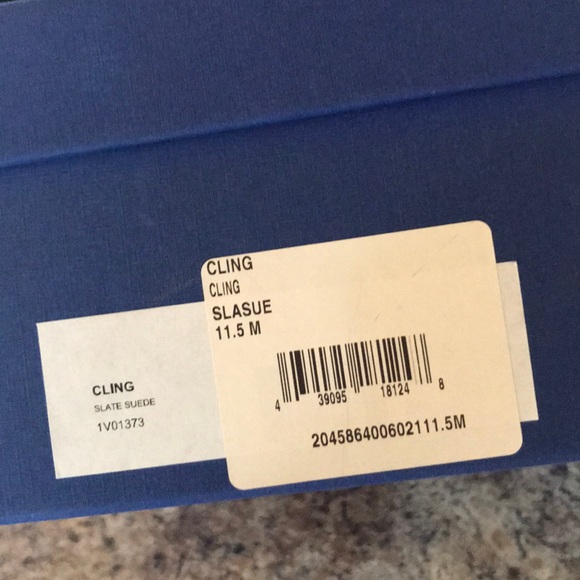 CLING
CLING
SLASUE
11.5 M
4 39095 18124 8
204586400602111.5M
CLING
SLATE SUEDE
1V01373